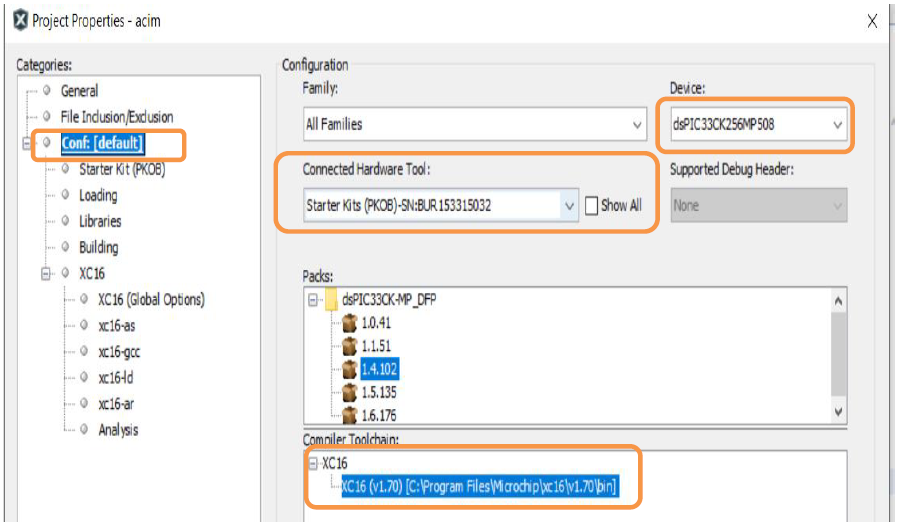 Project Properties - acim
X
Categories:
General
File Inclusion/Exclusion
Conf: [default]
Starter Kit (PKOB)
Loading
Libraries
Building
XC16
XC16 (Global Options)
xc16-as
xc16-gcc
xc16-ld
xc16-ar
Analysis
Configuration
Family:
All Families
Device:
dsPIC33CK256MP508
Connected Hardware Tool:
Starter Kits (PKOB)-SN:BUR153315032
Show All
Supported Debug Header:
None
Packs:
dsPIC33CK-MP_DFP
1.0.41
1.1.51
1.4.102
1.5.135
1.6.176
Compiler Toolchain:
XC16
XC16 (v1.70) [C:\Program Files\Microchip\xc16\v1.70\bin]